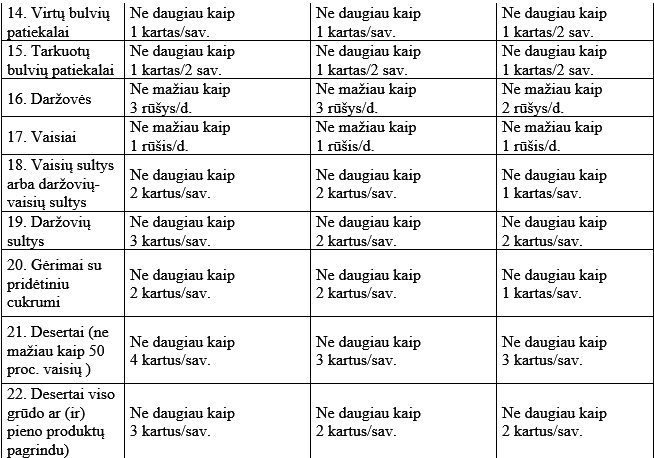 14. Virtų bulvių
patiekalai
Ne daugiau kaip
1 kartas/sav.
Ne daugiau kaip
1 kartas/sav.
Ne daugiau kaip
1 kartas/2 sav.
15. Tarkuotų
bulvių patiekalai
Ne daugiau kaip
1 kartas/2 sav.
Ne daugiau kaip
1 kartas/2 sav.
Ne daugiau kaip
1 kartas/2 sav.
16. Daržovės
Ne mažiau kaip
3 rūšys/d.
Ne mažiau kaip
3 rūšys/d.
Ne mažiau kaip
2 rūšys/d.
17. Vaisiai
Ne mažiau kaip
1 rūšis/d.
Ne mažiau kaip
1 rūšis/d.
Ne mažiau kaip
1 rūšis/d.
18. Vaisių sultys
arba daržovių-
vaisių sultys
Ne daugiau kaip
2 kartus/sav.
Ne daugiau kaip
2 kartus/sav.
Ne daugiau kaip
1 kartas/sav.
19. Daržovių
sultys
Ne daugiau kaip
3 kartus/sav.
Ne daugiau kaip
2 kartus/sav.
Ne daugiau kaip
2 kartus/sav.
20. Gėrimai su
pridėtiniu
cukrumi
Ne daugiau kaip
2 kartus/sav.
Ne daugiau kaip
2 kartus/sav.
Ne daugiau kaip
1 kartas/sav.
21. Desertai (ne
mažiau kaip 50
proc. vaisių )
Ne daugiau kaip
4 kartus/sav.
Ne daugiau kaip
3 kartus/sav.
Ne daugiau kaip
3 kartus/sav.
22. Desertai viso
grūdo ar (ir)
pieno produktų
pagrindu)
Ne daugiau kaip
3 kartus/sav.
Ne daugiau kaip
2 kartus/sav.
Ne daugiau kaip
2 kartus/sav.